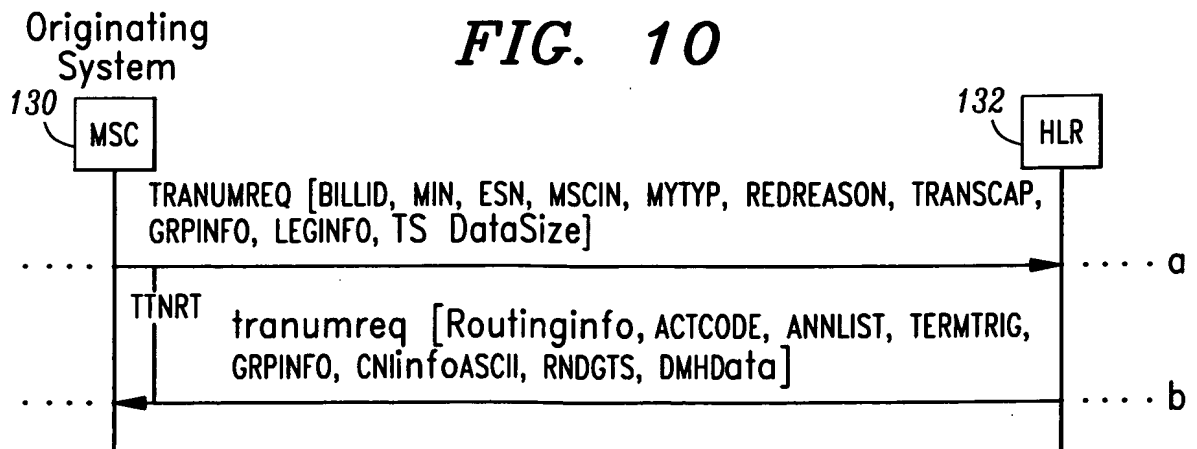 Originating
System
FIG. 10
130
MSC
132
HLR
TRANUMREQ [BILLID, MIN, ESN, MSCIN, MYTYP, REDREASON, TRANSCAP,
GRPINFO, LEGINFO, TS DataSize]
a
TTNRT
tranumreq [Routinginfo, ACTCODE, ANNLIST, TERMTRIG,
GRPINFO, CNIinfoASCII, RNDGTS, DMHData]
b